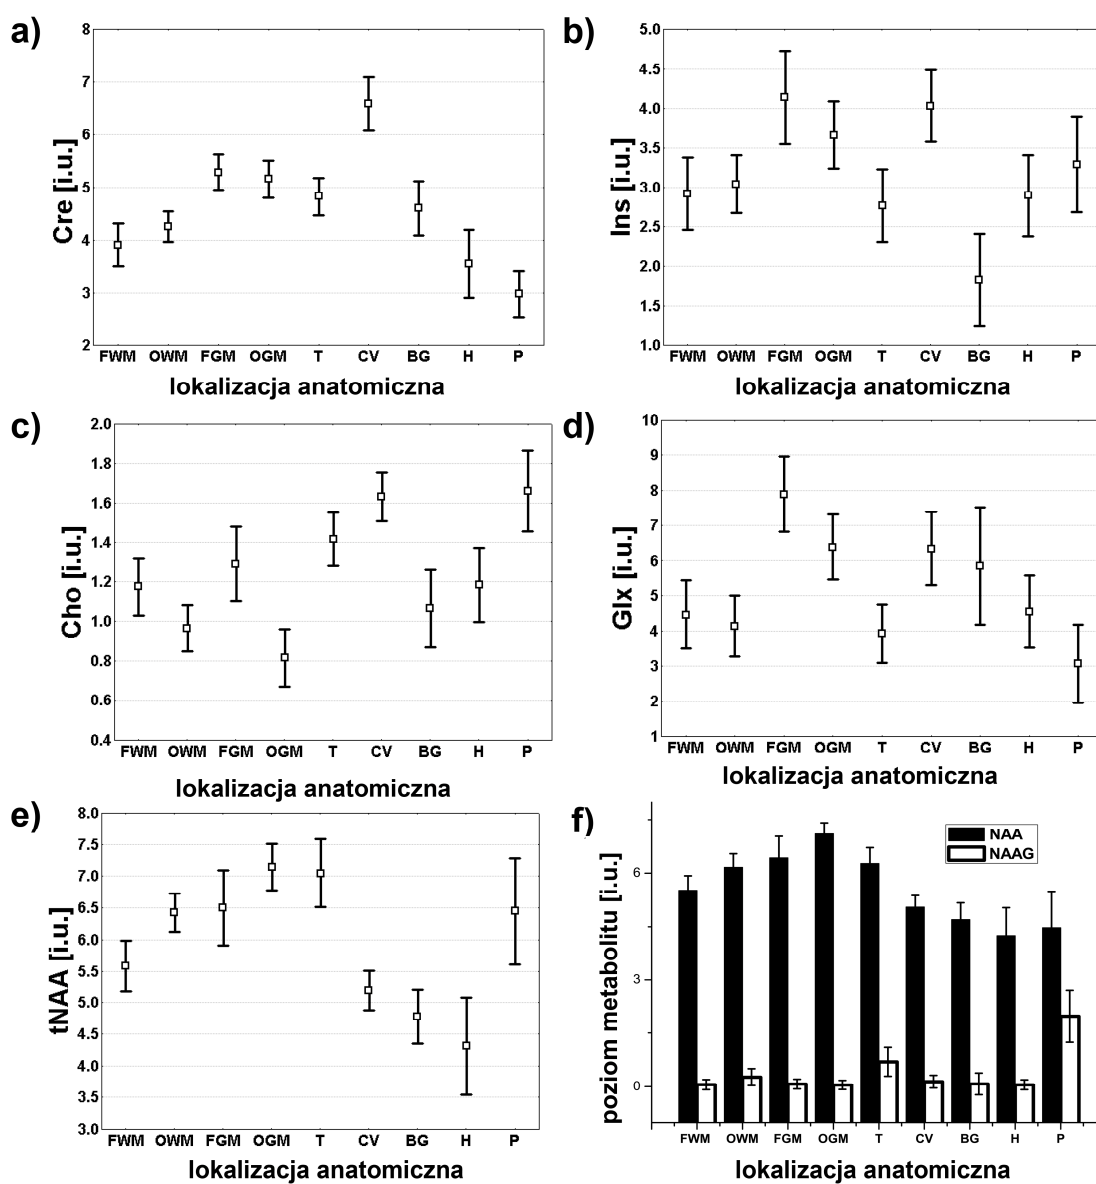 a)
8
7
6
5
4
3
2
Cre [i.u.]
FWM OWM FGM OGM T CV BG H P
lokalizacja anatomiczna
b)
5.0
4.5
4.0
3.5
3.0
2.5
2.0
1.5
1.0
Ins [i.u.]
FWM OWM FGM OGM T CV BG H P
lokalizacja anatomiczna
c)
2.0
1.8
1.6
1.4
1.2
1.0
0.8
0.6
0.4
Cho [i.u.]
FWM OWM FGM OGM T CV BG H P
lokalizacja anatomiczna
d)
10
9
8
7
6
5
4
3
2
1
Glx [i.u.]
FWM OWM FGM OGM T CV BG H P
lokalizacja anatomiczna
e)
8.0
7.5
7.0
6.5
6.0
5.5
5.0
4.5
4.0
3.5
3.0
tNAA [i.u.]
FWM OWM FGM OGM T CV BG H P
lokalizacja anatomiczna
f)
NAA
NAAG
6
3
0
poziom metabolitu [i.u.]
FWM OWM FGM OGM T CV BG H P
lokalizacja anatomiczna